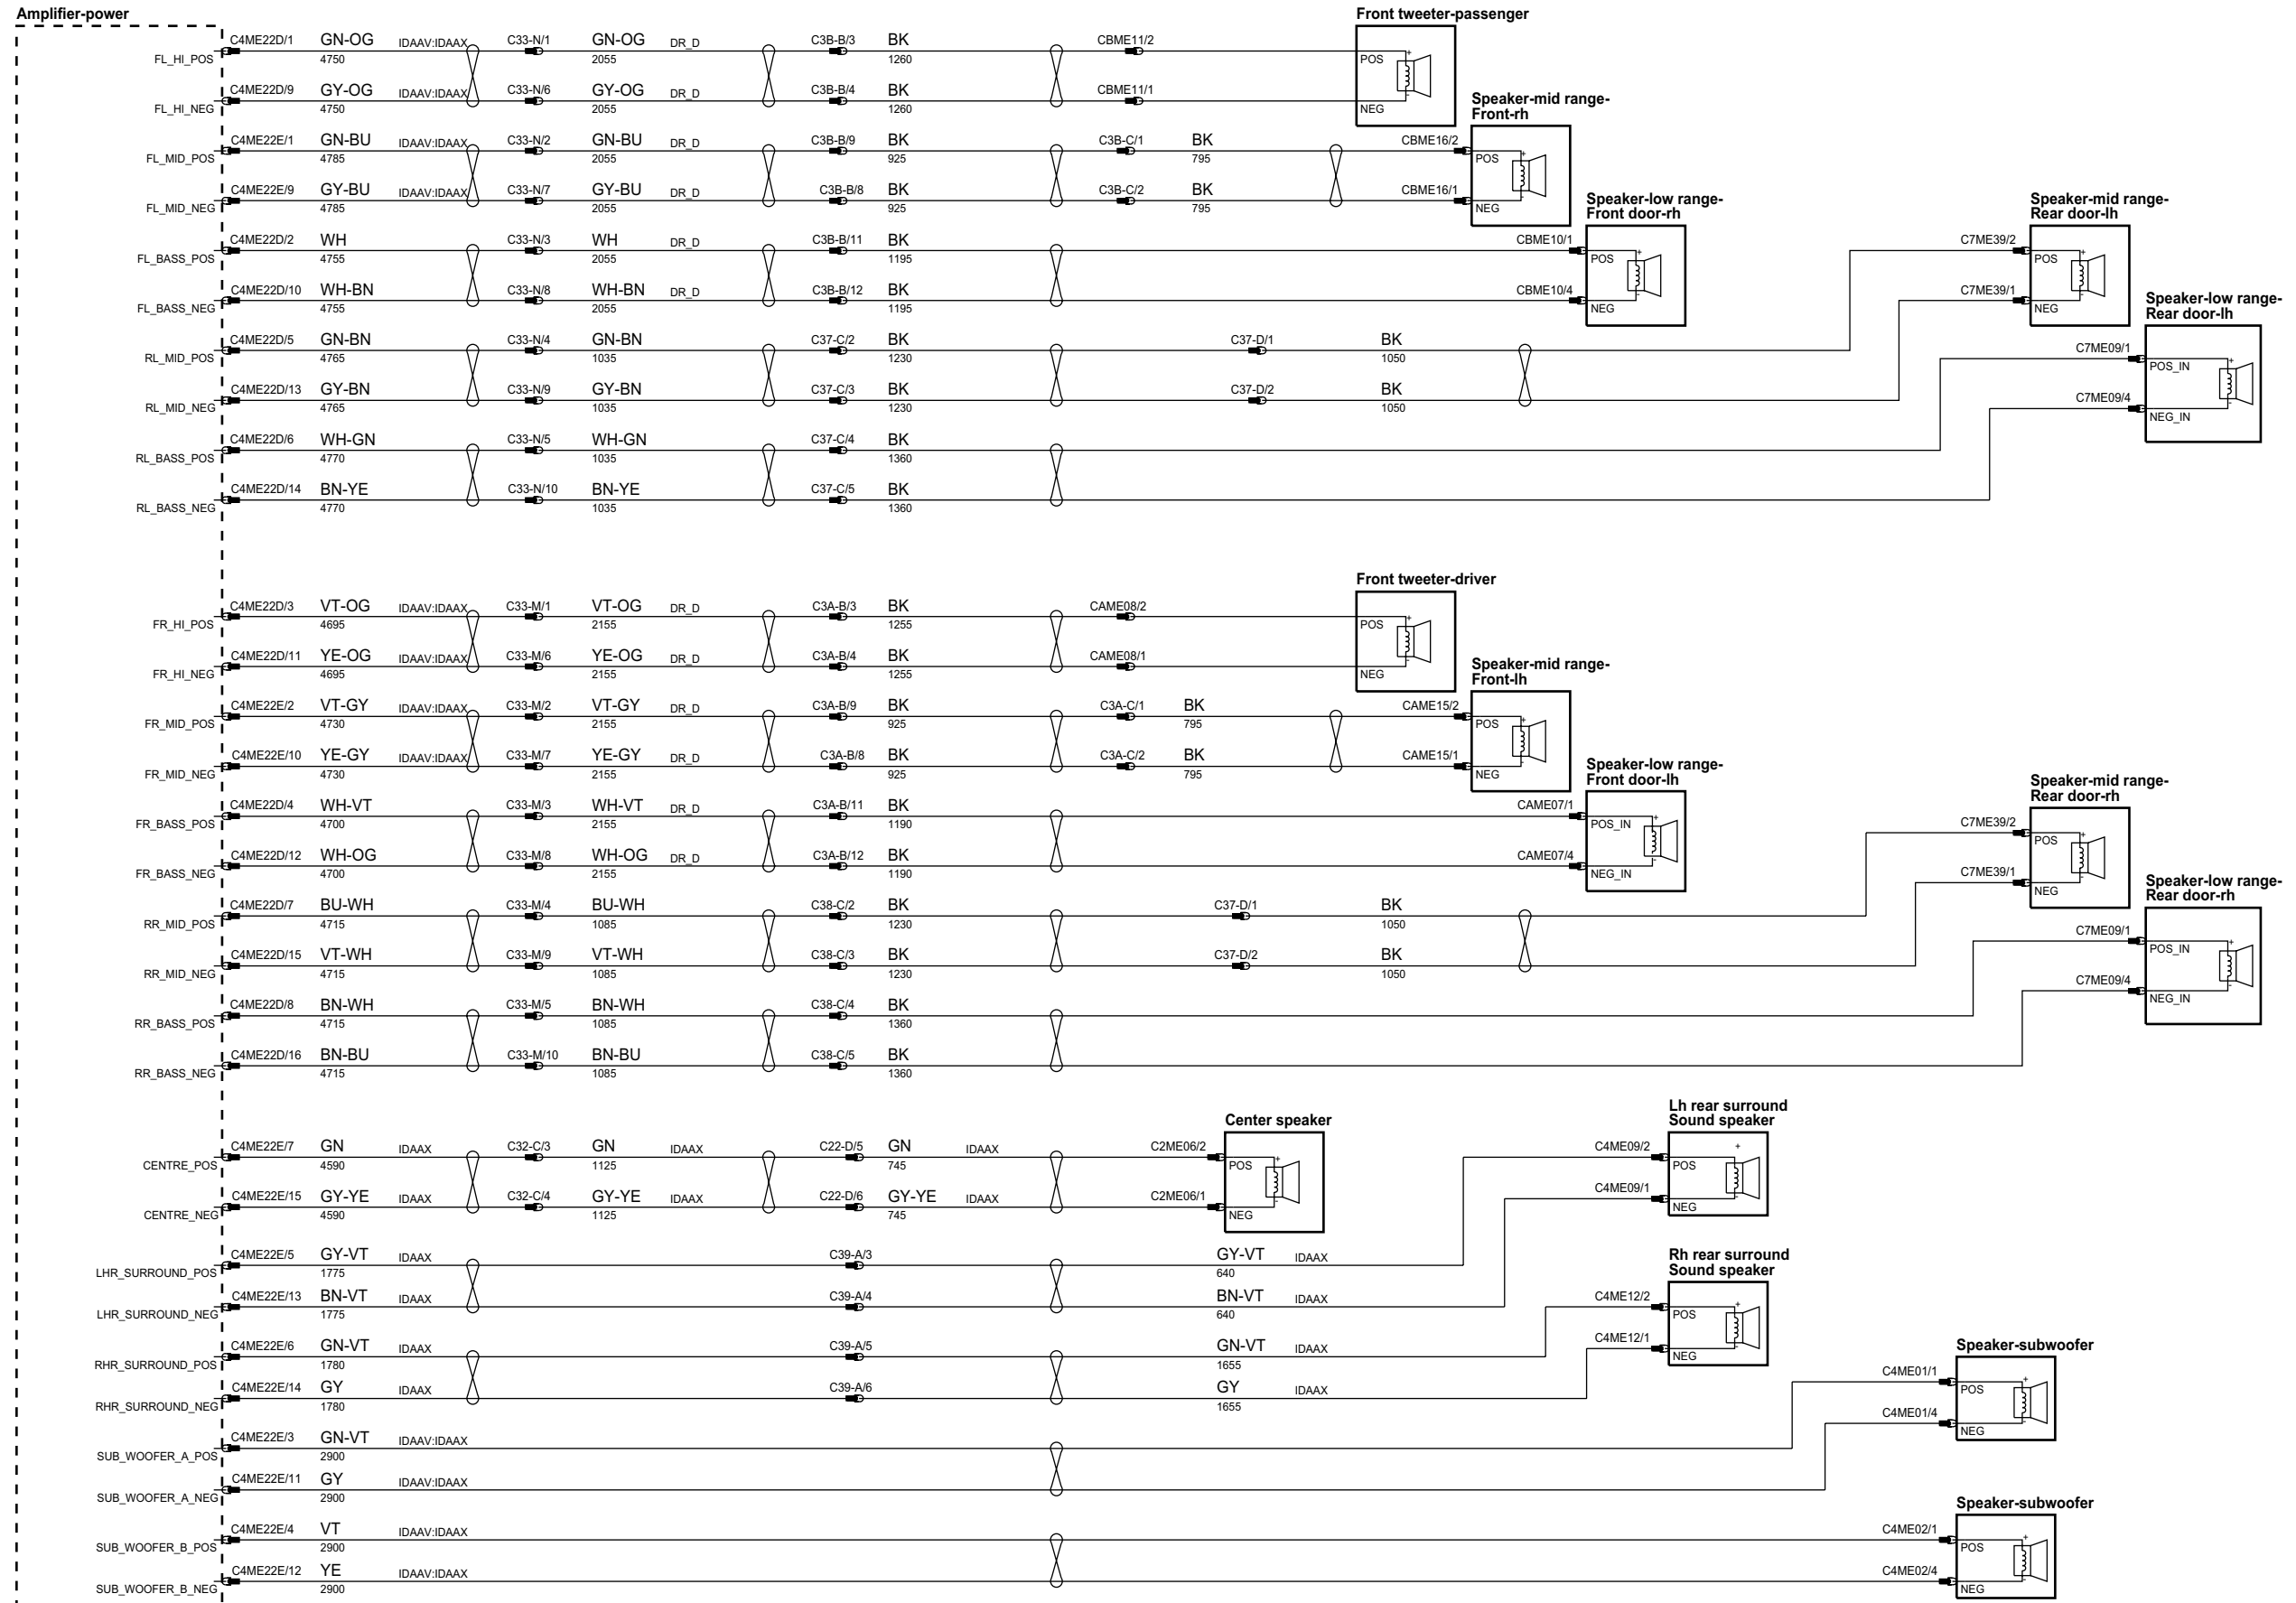 Amplifier-power
Front tweeter-passenger
FL_HI_POS C4ME22D/1 GN-OG 4750 IDAAV:IDAAX C33-N/1 GN-OG 2055 DR_D C3B-B/3 BK 1260 CBME11/2 POS +
FL_HI_NEG C4ME22D/9 GY-OG 4750 IDAAV:IDAAX C33-N/6 GY-OG 2055 DR_D C3B-B/4 BK 1260 CBME11/1 NEG -
Speaker-mid range-
Front-rh
FL_MID_POS C4ME22E/1 GN-BU 4785 IDAAV:IDAAX C33-N/2 GN-BU 2055 DR_D C3B-B/9 BK 925 C3B-C/1 BK 795 CBME16/2 POS +
FL_MID_NEG C4ME22E/9 GY-BU 4785 IDAAV:IDAAX C33-N/7 GY-BU 2055 DR_D C3B-B/8 BK 925 C3B-C/2 BK 795 CBME16/1 NEG -
Speaker-low range-
Front door-rh
Speaker-mid range-
Rear door-lh
FL_BASS_POS C4ME22D/2 WH 4755 C33-N/3 WH 2055 DR_D C3B-B/11 BK 1195 CBME10/1 POS + C7ME39/2 POS +
FL_BASS_NEG C4ME22D/10 WH-BN 4755 C33-N/8 WH-BN 2055 DR_D C3B-B/12 BK 1195 CBME10/4 NEG - C7ME39/1 NEG -
Speaker-low range-
Rear door-lh
RL_MID_POS C4ME22D/5 GN-BN 4765 C33-N/4 GN-BN 1035 C37-C/2 BK 1230 C37-D/1 BK 1050 C7ME09/1 POS_IN +
RL_MID_NEG C4ME22D/13 GY-BN 4765 C33-N/9 GY-BN 1035 C37-C/3 BK 1230 C37-D/2 BK 1050 C7ME09/4 NEG_IN -
RL_BASS_POS C4ME22D/6 WH-GN 4770 C33-N/5 WH-GN 1035 C37-C/4 BK 1360
RL_BASS_NEG C4ME22D/14 BN-YE 4770 C33-N/10 BN-YE 1035 C37-C/5 BK 1360
Front tweeter-driver
FR_HI_POS C4ME22D/3 VT-OG 4695 IDAAV:IDAAX C33-M/1 VT-OG 2155 DR_D C3A-B/3 BK 1255 CAME08/2 POS +
FR_HI_NEG C4ME22D/11 YE-OG 4695 IDAAV:IDAAX C33-M/6 YE-OG 2155 DR_D C3A-B/4 BK 1255 CAME08/1 NEG -
Speaker-mid range-
Front-lh
FR_MID_POS C4ME22E/2 VT-GY 4730 IDAAV:IDAAX C33-M/2 VT-GY 2155 DR_D C3A-B/9 BK 925 C3A-C/1 BK 795 CAME15/2 POS +
FR_MID_NEG C4ME22E/10 YE-GY 4730 IDAAV:IDAAX C33-M/7 YE-GY 2155 DR_D C3A-B/8 BK 925 C3A-C/2 BK 795 CAME15/1 NEG -
Speaker-low range-
Front door-lh
Speaker-mid range-
Rear door-rh
FR_BASS_POS C4ME22D/4 WH-VT 4700 C33-M/3 WH-VT 2155 DR_D C3A-B/11 BK 1190 CAME07/1 POS_IN + C7ME39/2 POS +
FR_BASS_NEG C4ME22D/12 WH-OG 4700 C33-M/8 WH-OG 2155 DR_D C3A-B/12 BK 1190 CAME07/4 NEG_IN - C7ME39/1 NEG -
Speaker-low range-
Rear door-rh
RR_MID_POS C4ME22D/7 BU-WH 4715 C33-M/4 BU-WH 1085 C38-C/2 BK 1230 C37-D/1 BK 1050 C7ME09/1 POS_IN +
RR_MID_NEG C4ME22D/15 VT-WH 4715 C33-M/9 VT-WH 1085 C38-C/3 BK 1230 C37-D/2 BK 1050 C7ME09/4 NEG_IN -
RR_BASS_POS C4ME22D/8 BN-WH 4715 C33-M/5 BN-WH 1085 C38-C/4 BK 1360
RR_BASS_NEG C4ME22D/16 BN-BU 4715 C33-M/10 BN-BU 1085 C38-C/5 BK 1360
Center speaker
Lh rear surround
Sound speaker
CENTRE_POS C4ME22E/7 GN 4590 IDAAX C32-C/3 GN 1125 IDAAX C22-D/5 GN 745 IDAAX C2ME06/2 POS + C4ME09/2 POS +
CENTRE_NEG C4ME22E/15 GY-YE 4590 IDAAX C32-C/4 GY-YE 1125 IDAAX C22-D/6 GY-YE 745 IDAAX C2ME06/1 NEG - C4ME09/1 NEG -
Rh rear surround
Sound speaker
LHR_SURROUND_POS C4ME22E/5 GY-VT 1775 IDAAX C39-A/3 GY-VT 640 IDAAX
LHR_SURROUND_NEG C4ME22E/13 BN-VT 1775 IDAAX C39-A/4 BN-VT 640 IDAAX C4ME12/2 POS +
RHR_SURROUND_POS C4ME22E/6 GN-VT 1780 IDAAX C39-A/5 GN-VT 1655 IDAAX C4ME12/1 NEG -
Speaker-subwoofer
RHR_SURROUND_NEG C4ME22E/14 GY 1780 IDAAX C39-A/6 GY 1655 IDAAX C4ME01/1 POS +
SUB_WOOFER_A_POS C4ME22E/3 GN-VT 2900 IDAAV:IDAAX C4ME01/4 NEG -
SUB_WOOFER_A_NEG C4ME22E/11 GY 2900 IDAAV:IDAAX
Speaker-subwoofer
SUB_WOOFER_B_POS C4ME22E/4 VT 2900 IDAAV:IDAAX C4ME02/1 POS +
SUB_WOOFER_B_NEG C4ME22E/12 YE 2900 IDAAV:IDAAX C4ME02/4 NEG -